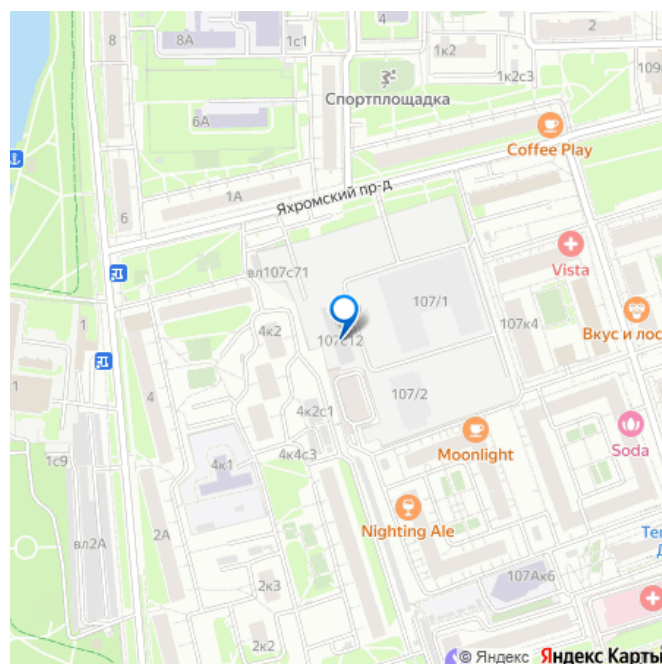 8
8А
1с1
4
2
1к2
1к2с3
109
Спортплощадка
6А
Coffee Play
1А
Яхромский пр-д
6
вл107с71
Vista
107/1
107к4
4к2
107с12
Вкус и лос
1
1
4
107/2
4к2с1
Moonlight
Soda
1с9
4к1
4к4с3
вл2А
2А
Nighting Ale
Те
Д
107Ак6
2к3
2к2
© Яндекс Яндекс Карты